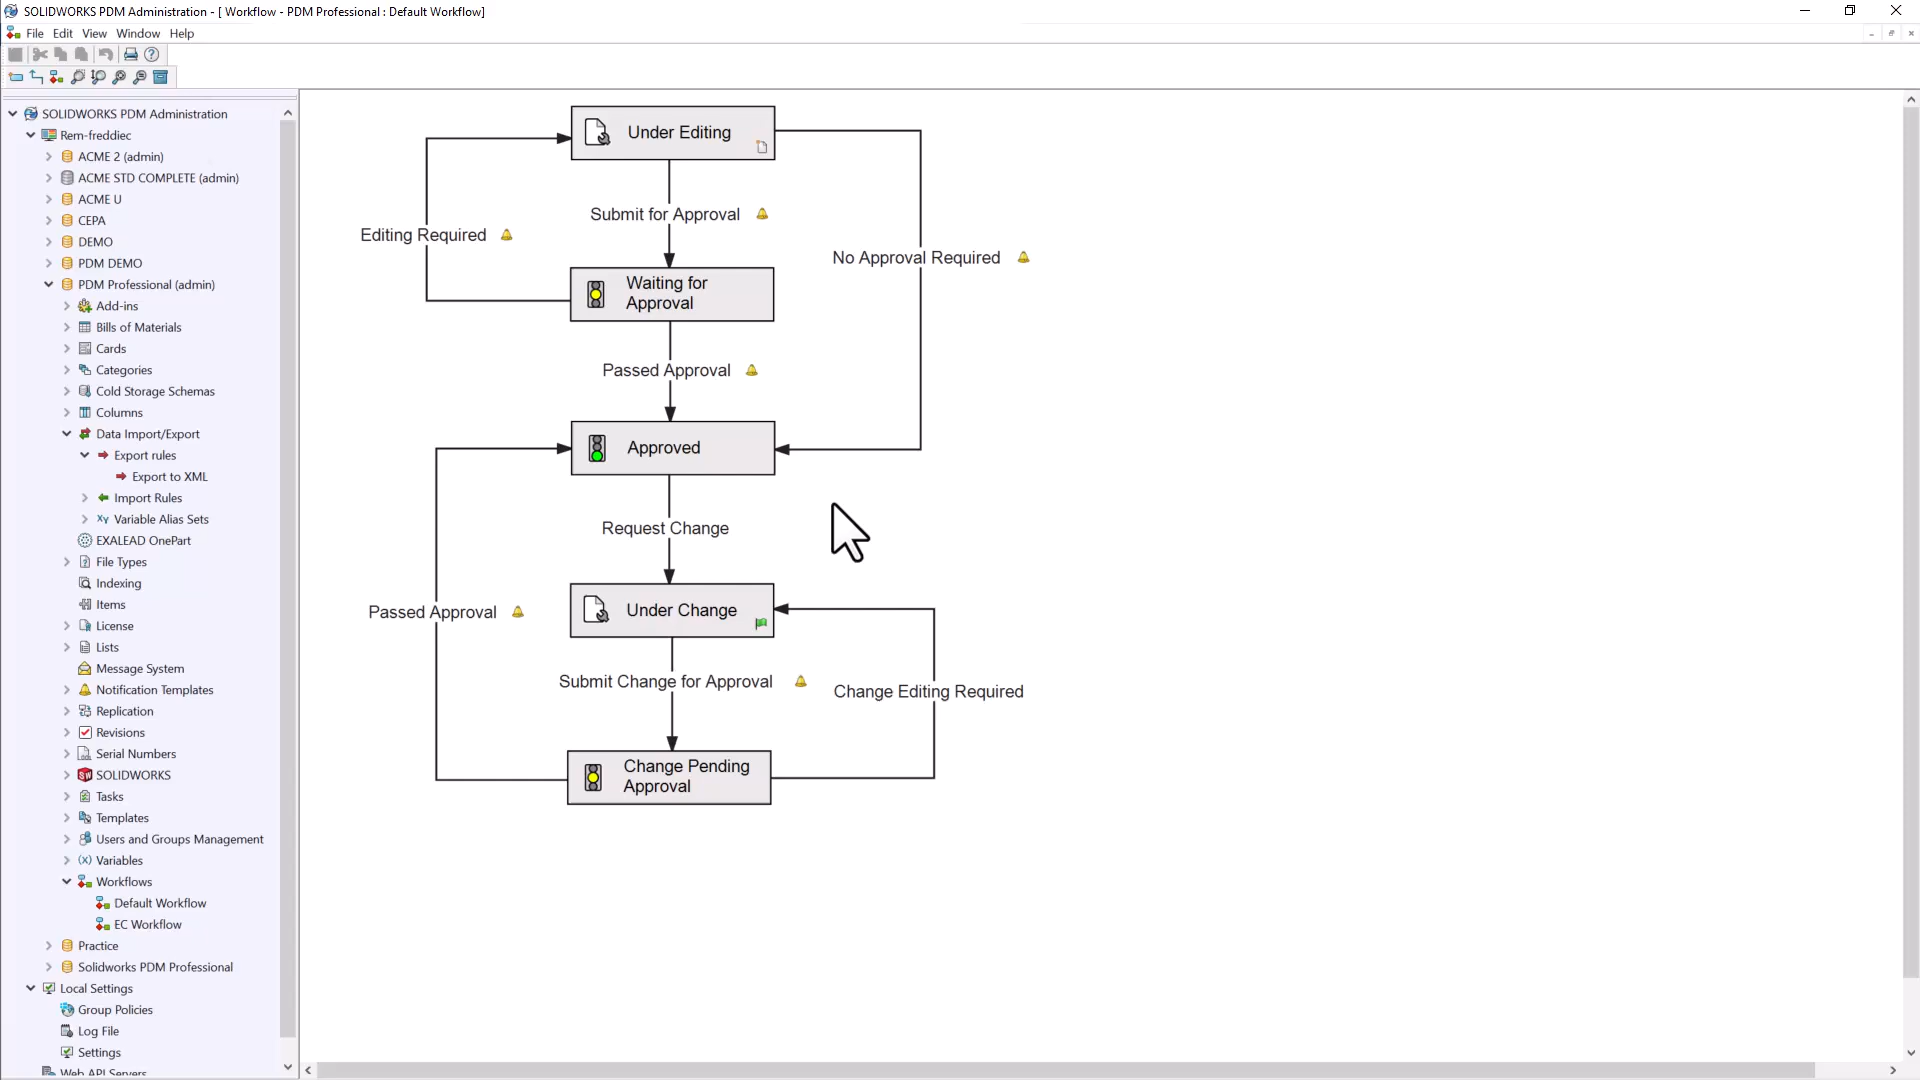 SOLIDWORKS PDM Administration - [ Workflow - PDM Professional : Default Workflow]
File Edit View Window Help
SOLIDWORKS PDM Administration
Rem-freddiec
ACME 2 (admin)
ACME STD COMPLETE (admin)
ACME U
CEPA
DEMO
PDM DEMO
PDM Professional (admin)
Add-ins
Bills of Materials
Cards
Categories
Cold Storage Schemas
Columns
Data Import/Export
Export rules
Export to XML
Import Rules
Variable Alias Sets
EXALEAD OnePart
File Types
Indexing
Items
License
Lists
Message System
Notification Templates
Replication
Revisions
Serial Numbers
SOLIDWORKS
Tasks
Templates
Users and Groups Management
Variables
Workflows
Default Workflow
EC Workflow
Practice
Solidworks PDM Professional
Local Settings
Group Policies
Log File
Settings
Web API Servers
Under Editing
Submit for Approval
Editing Required
No Approval Required
Waiting for
Approval
Passed Approval
Approved
Request Change
Under Change
Passed Approval
Submit Change for Approval
Change Editing Required
Change Pending
Approval